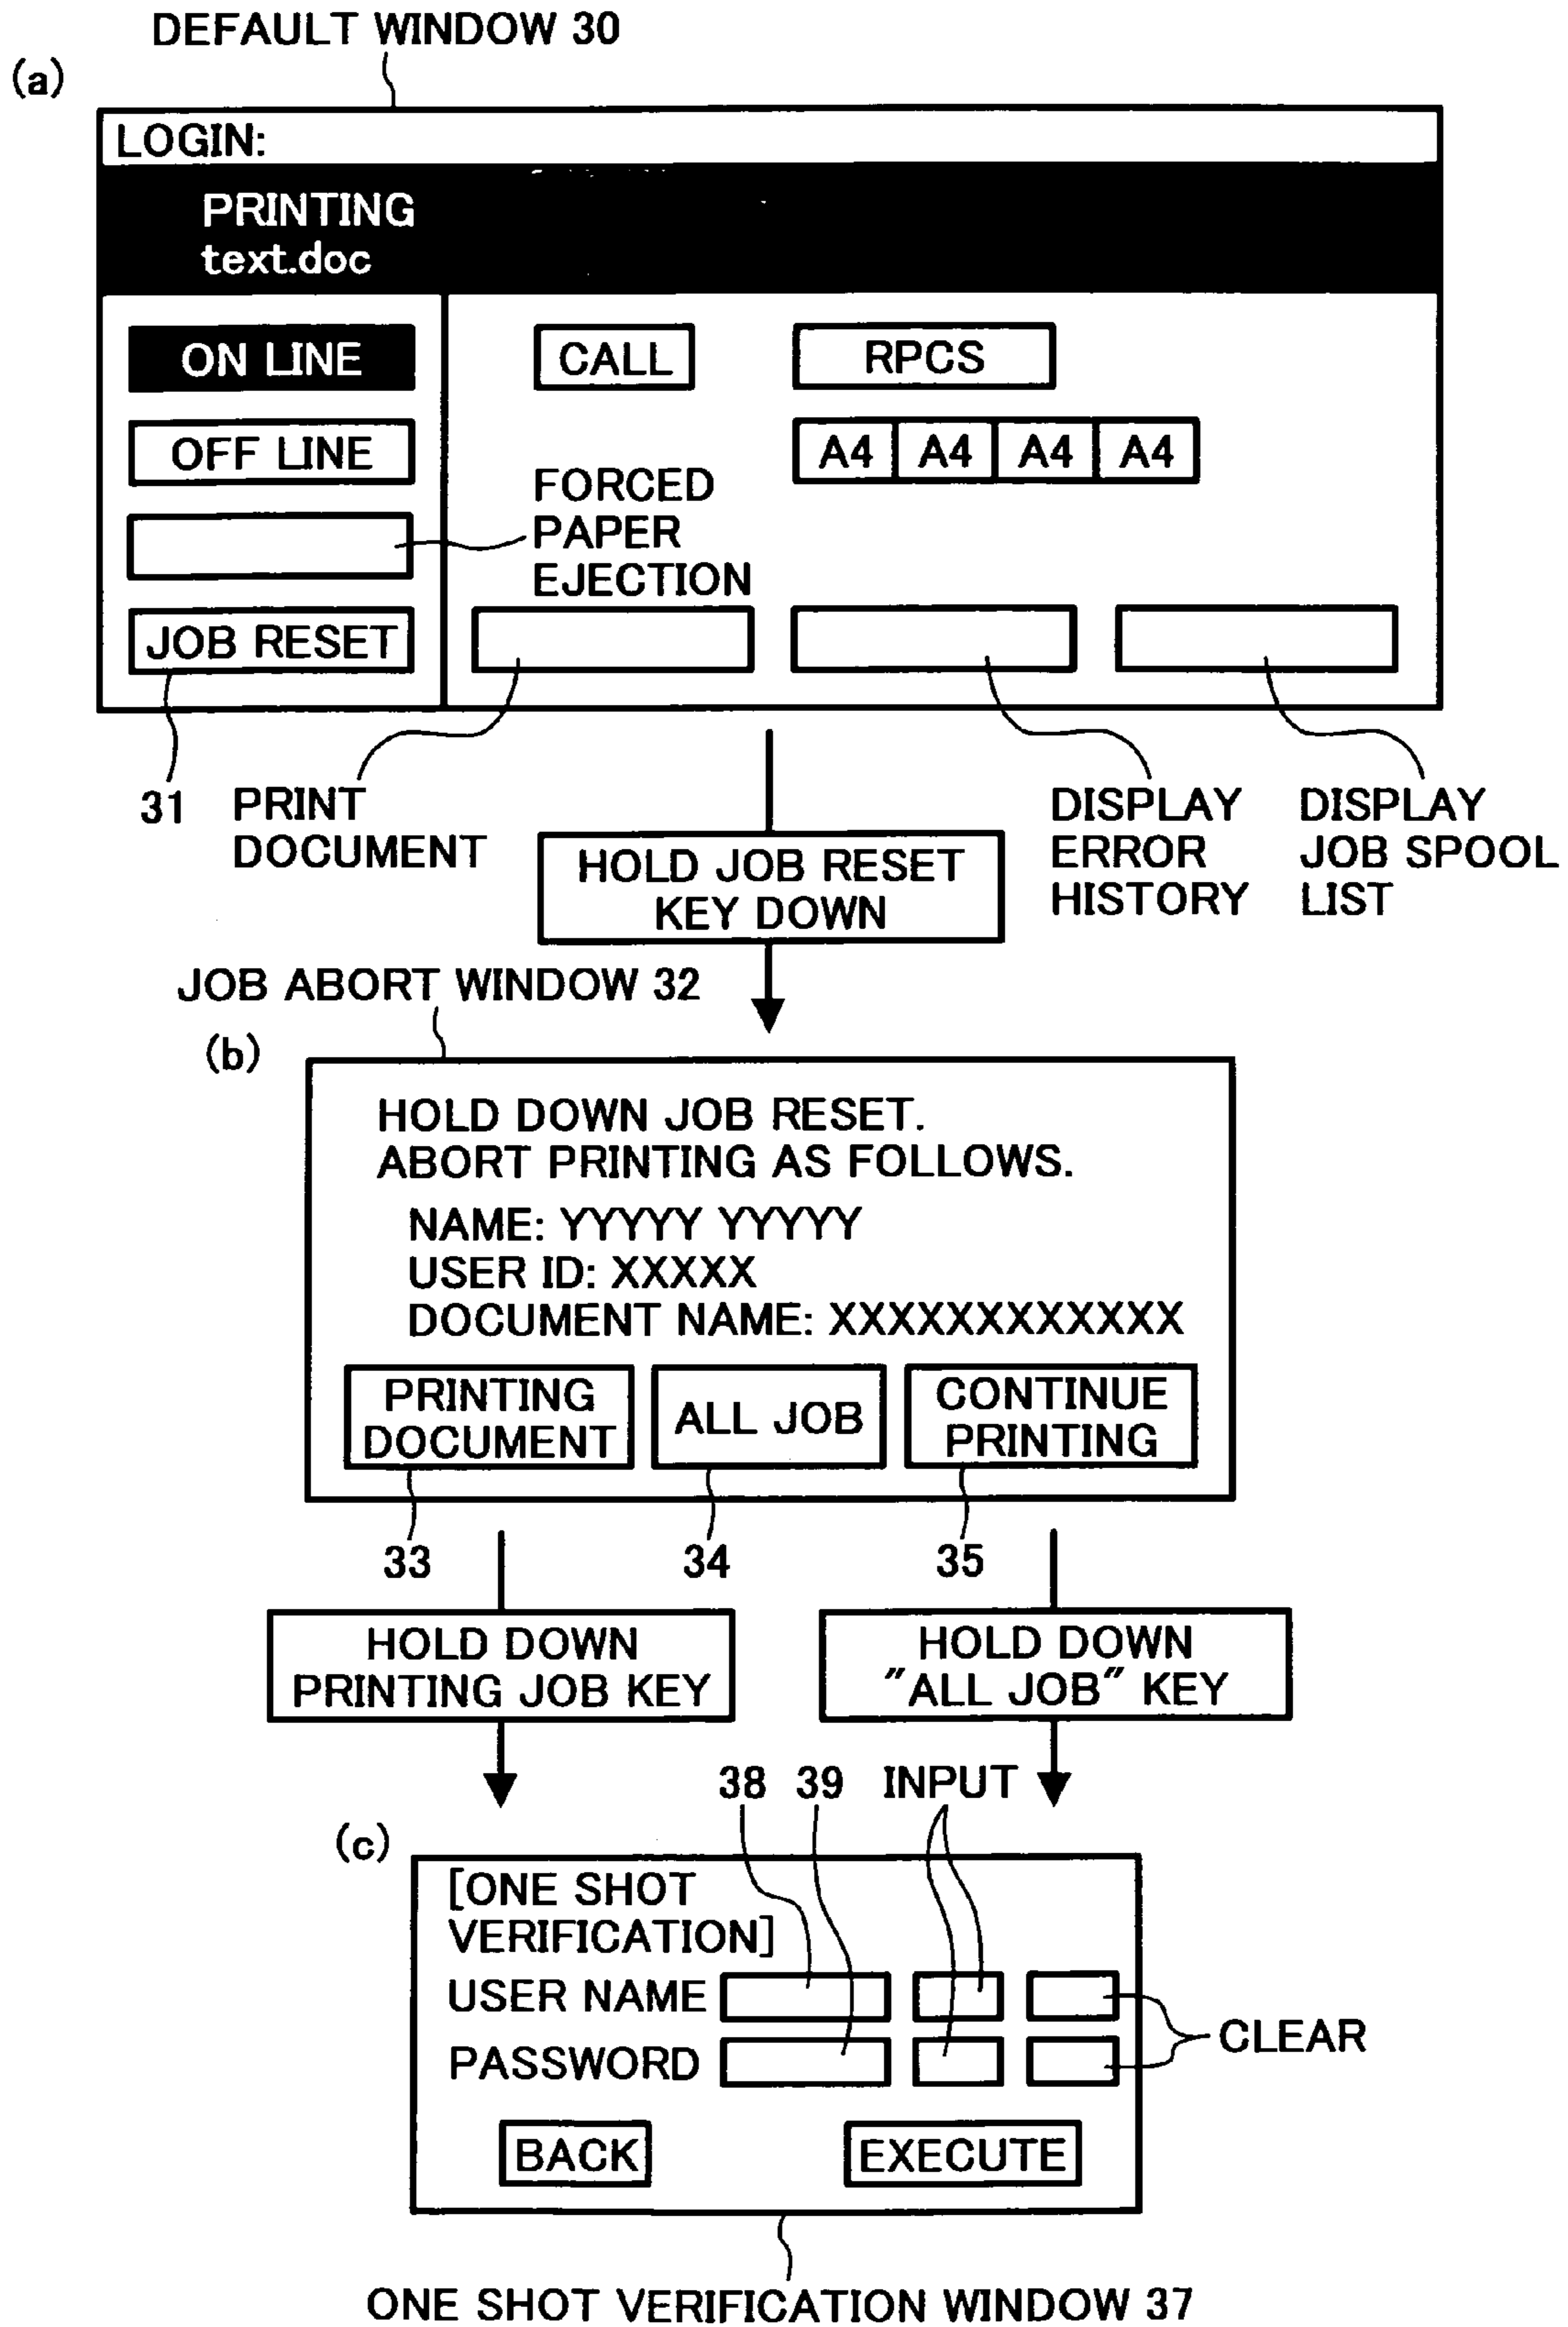 DEFAULT WINDOW 30
(a)
LOGIN:
PRINTING
text.doc
ON LINE
CALL
RPCS
OFF LINE
A4 A4 A4 A4
FORCED
PAPER
EJECTION
JOB RESET
31
PRINT
DOCUMENT
DISPLAY
ERROR
HISTORY
DISPLAY
JOB SPOOL
LIST
HOLD JOB RESET
KEY DOWN
JOB ABORT WINDOW 32
(b)
HOLD DOWN JOB RESET.
ABORT PRINTING AS FOLLOWS.
NAME: YYYYY YYYYY
USER ID: XXXXX
DOCUMENT NAME: XXXXXXXXXXXX
PRINTING
DOCUMENT
ALL JOB
CONTINUE
PRINTING
33
34
35
HOLD DOWN
PRINTING JOB KEY
HOLD DOWN
"ALL JOB" KEY
38 39 INPUT
(c)
[ONE SHOT
VERIFICATION]
USER NAME
PASSWORD
CLEAR
BACK
EXECUTE
ONE SHOT VERIFICATION WINDOW 37